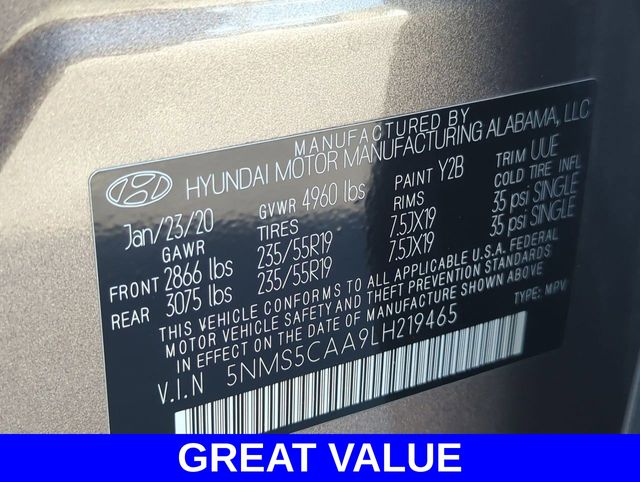 MANUFACTURED BY
HYUNDAI MOTOR MANUFACTURING ALABAMA, LLC
Jan/23/20 GVWR 4960 lbs PAINT Y2B TRIM UUE
GAWR TIRES RIMS COLD TIRE INFL
FRONT 2866 lbs 235/55R19 7.5JX19 35 psi SINGLE
REAR 3075 lbs 235/55R19 7.5JX19 35 psi SINGLE
THIS VEHICLE CONFORMS TO ALL APPLICABLE U.S.A. FEDERAL
MOTOR VEHICLE SAFETY AND THEFT PREVENTION STANDARDS
IN EFFECT ON THE DATE OF MANUFACTURE SHOWN ABOVE
V.I.N 5NMS5CAA9LH219465 TYPE: MPV
GREAT VALUE